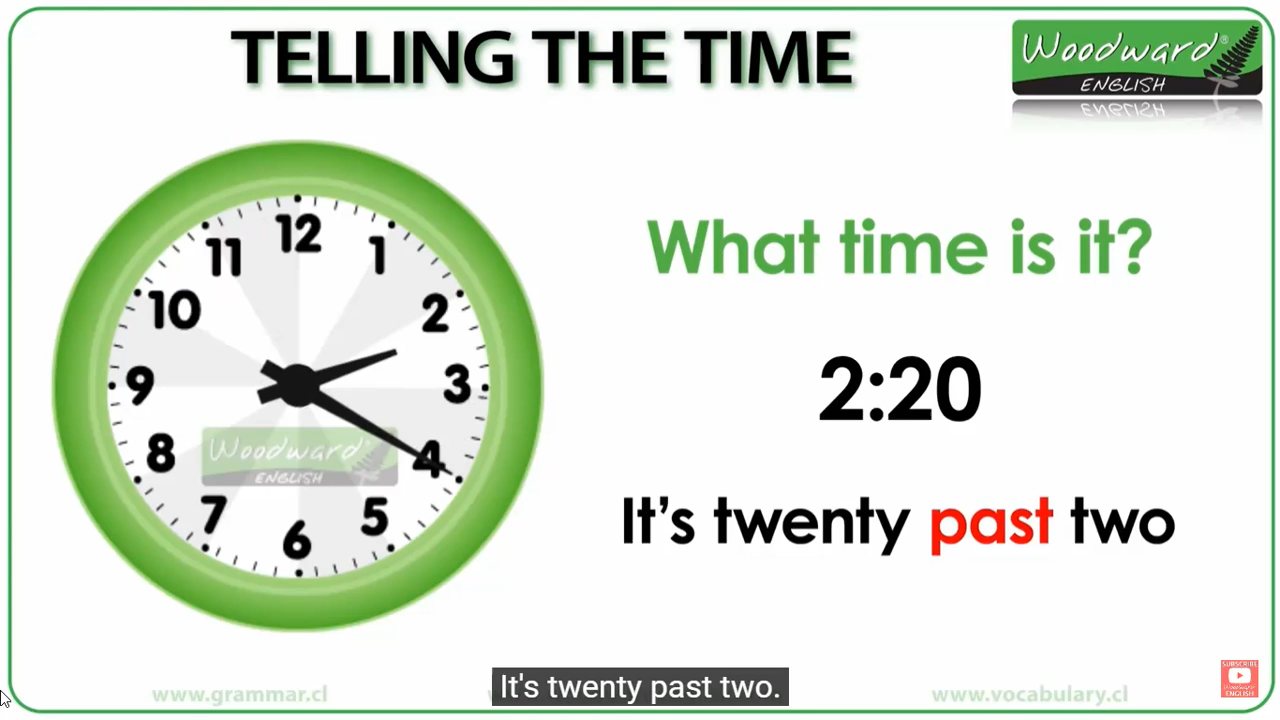 TELLING THE TIME
Woodward®
ENGLISH
What time is it?
2:20
It's twenty past two
12
1
2
3
4
5
6
7
8
9
10
11
Woodward
ENGLISH
It's twenty past two.
www.grammar.cl
www.vocabulary.cl
SUBSCRIBE
ENGLISH